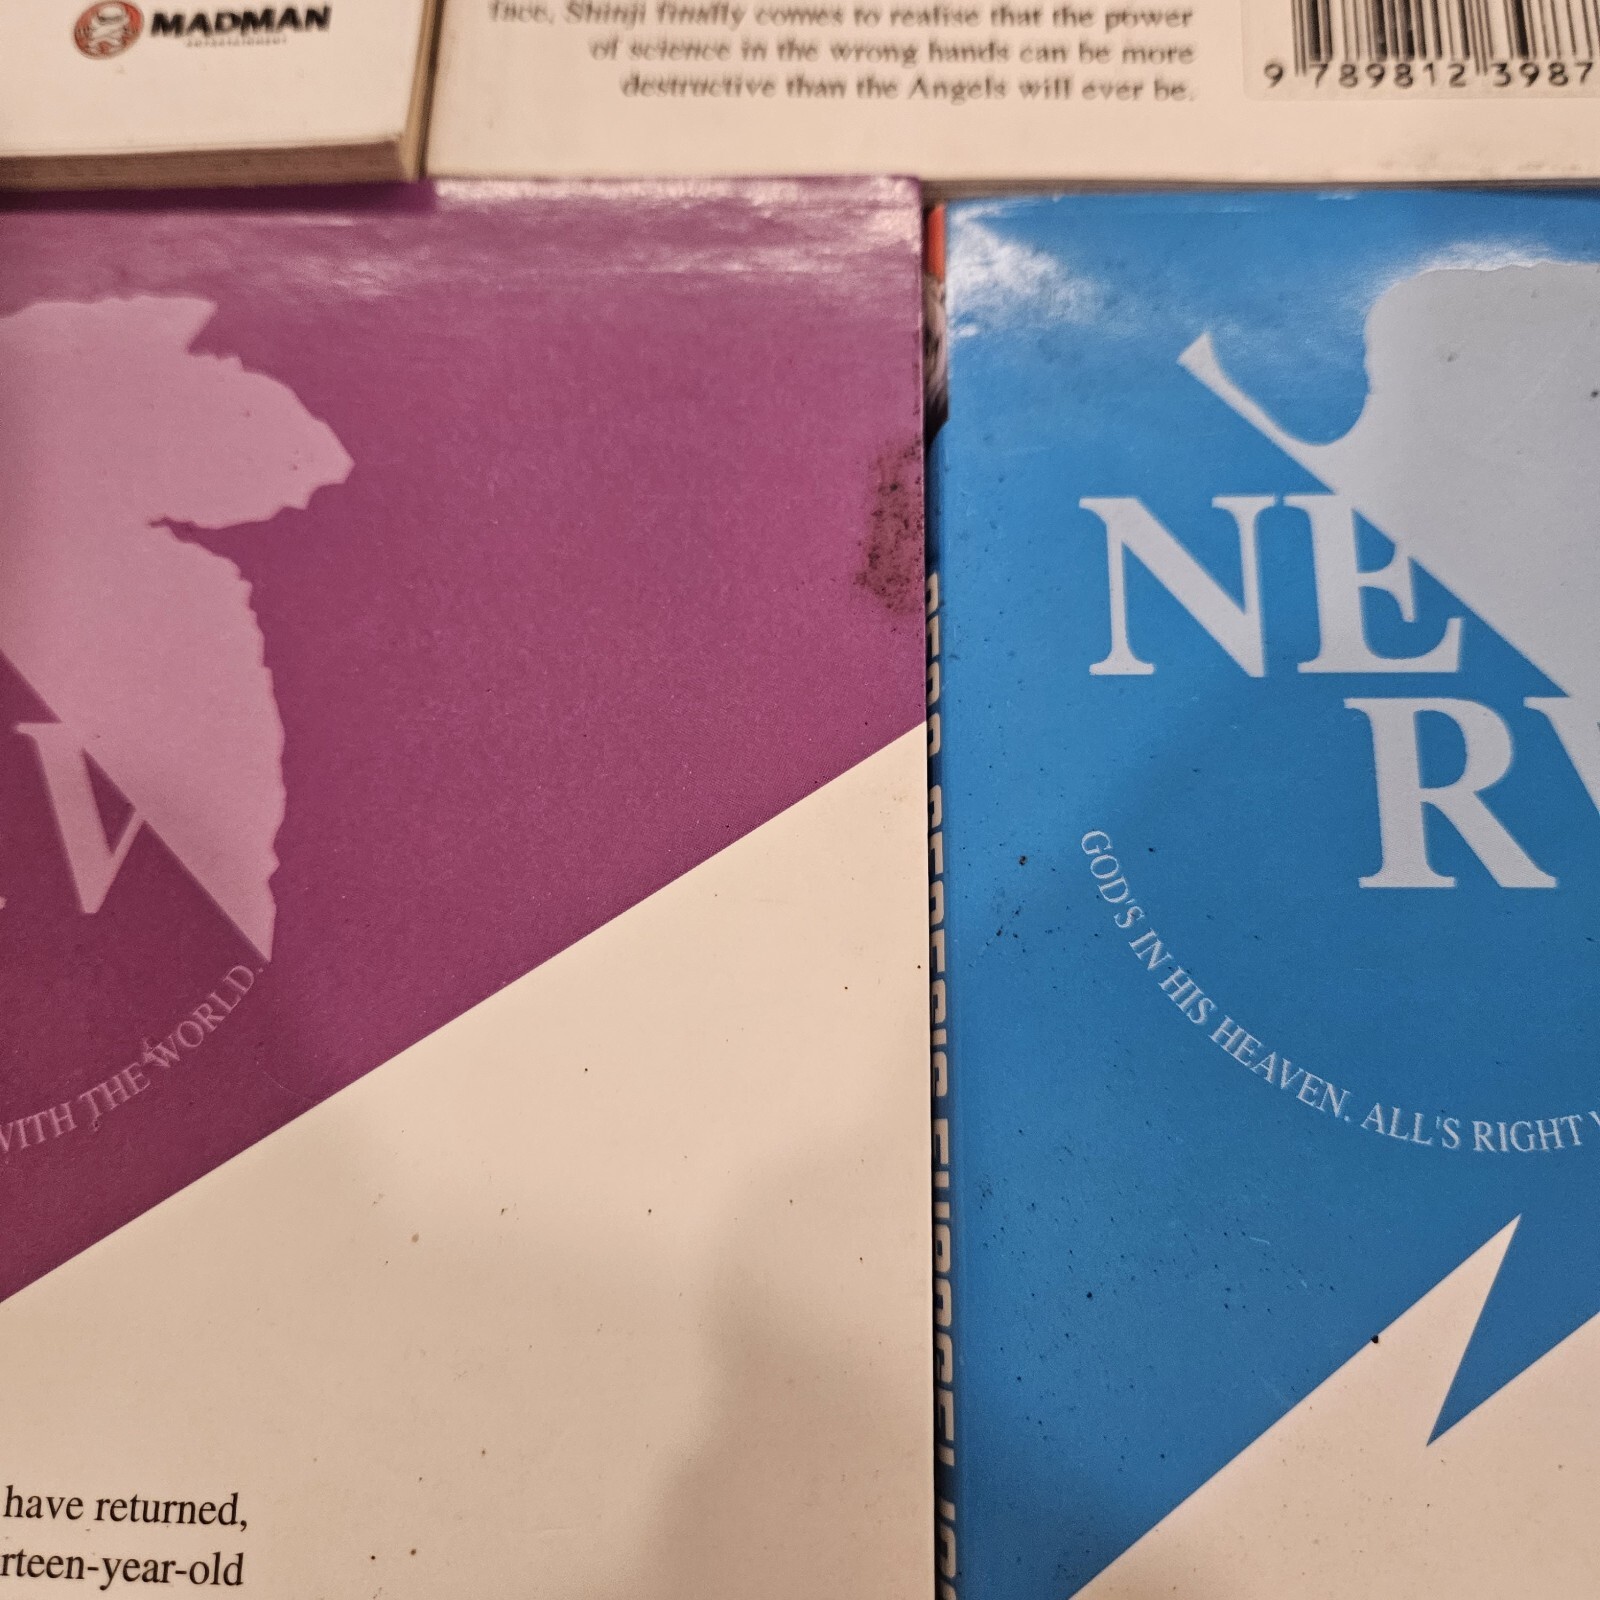 MADMAN
ENTERTAINMENT
face, Shinji finally comes to realise that the power
of science in the wrong hands can be more
destructive than the Angels will ever be.
9 789812 3987
V
WITH THE WORLD.
have returned,
rteen-year-old
NE
RV
GOD'S IN HIS HEAVEN. ALL'S RIGHT